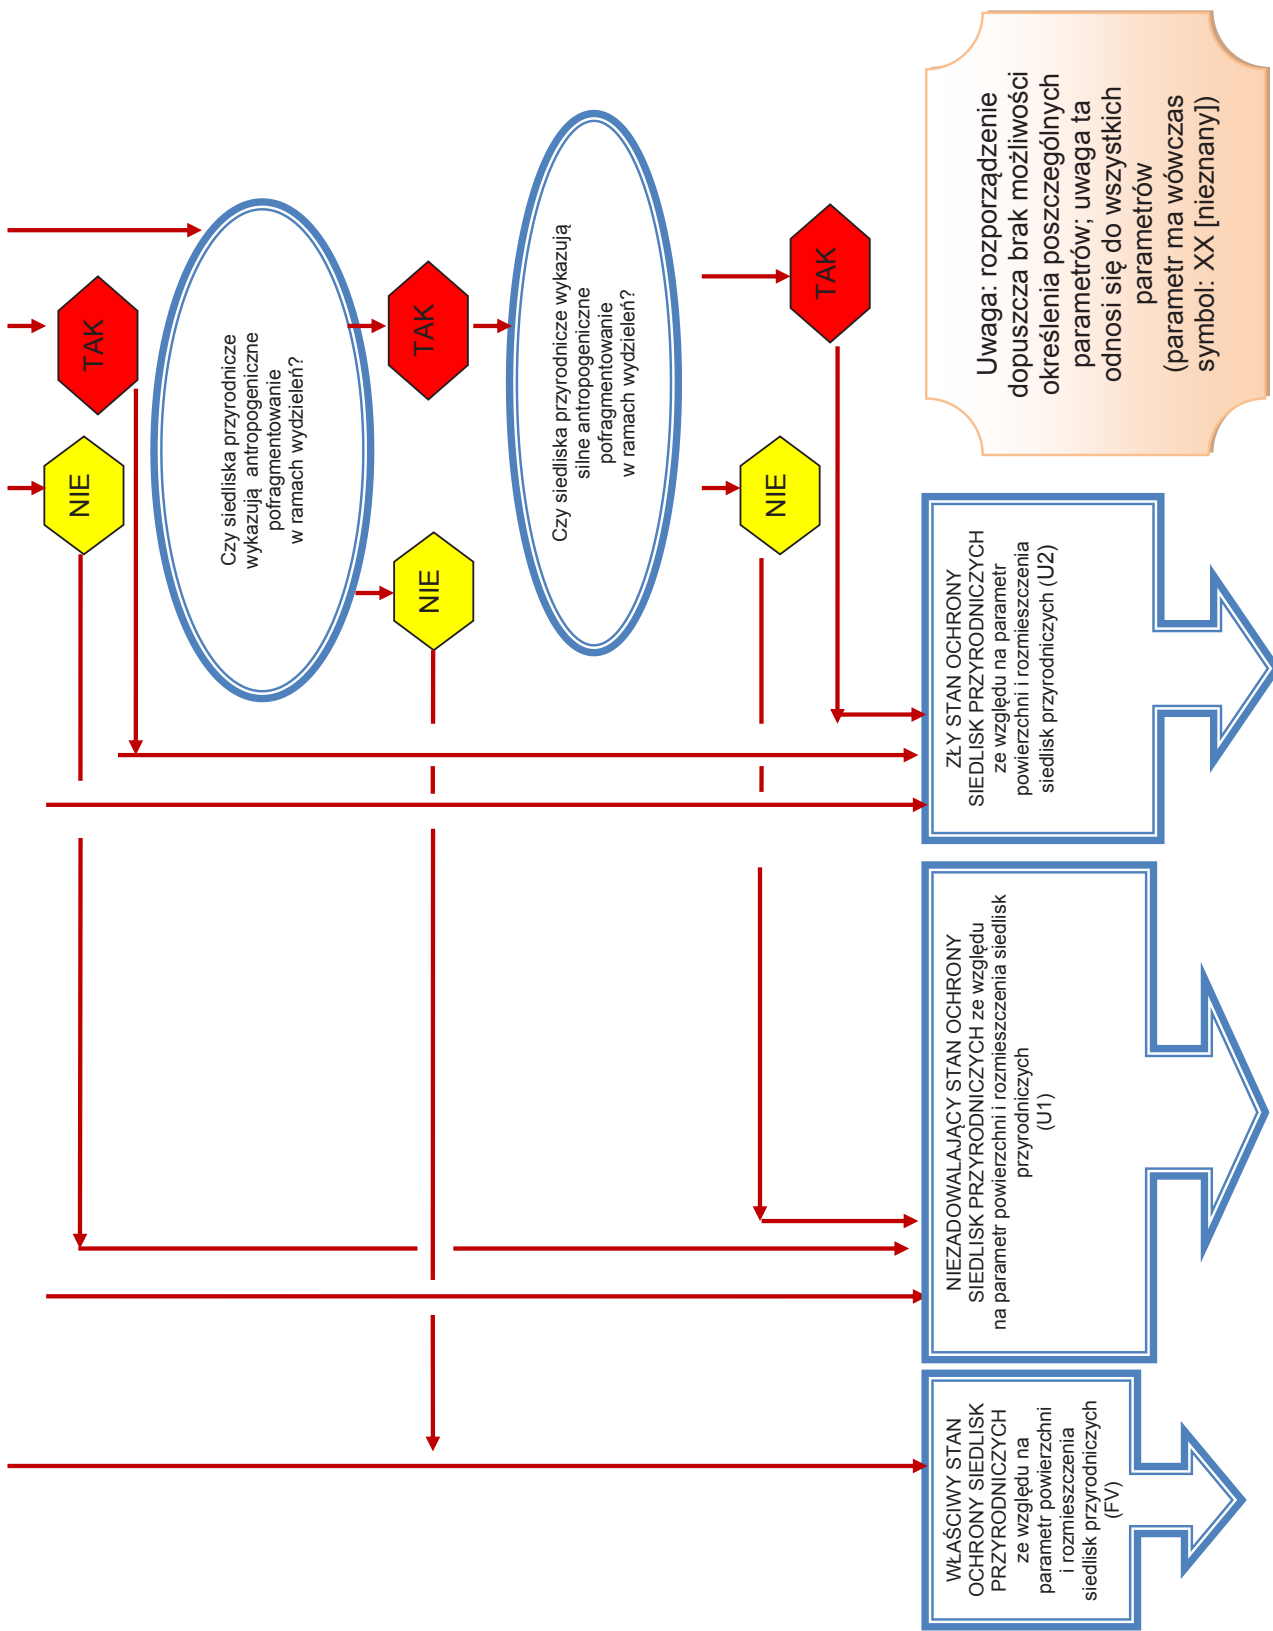 TAK
NIE
Czy siedliska przyrodnicze
wykazują antropogeniczne
pofragmentowanie
w ramach wydzieleń?
TAK
NIE
Czy siedliska przyrodnicze wykazują
silne antropogeniczne
pofragmentowanie
w ramach wydzieleń?
TAK
NIE
WŁAŚCIWY STAN
OCHRONY SIEDLISK
PRZYRODNICZYCH
ze względu na
parametr powierzchni
i rozmieszczenia
siedlisk przyrodniczych
(FV)
NIEZADOWALAJĄCY STAN OCHRONY
SIEDLISK PRZYRODNICZYCH ze względu
na parametr powierzchni i rozmieszczenia siedlisk
przyrodniczych
(U1)
ZŁY STAN OCHRONY
SIEDLISK PRZYRODNICZYCH
ze względu na parametr
powierzchni i rozmieszczenia
siedlisk przyrodniczych (U2)
Uwaga: rozporządzenie
dopuszcza brak możliwości
określenia poszczególnych
parametrów; uwaga ta
odnosi się do wszystkich
parametrów
(parametr ma wówczas
symbol: XX [nieznany])